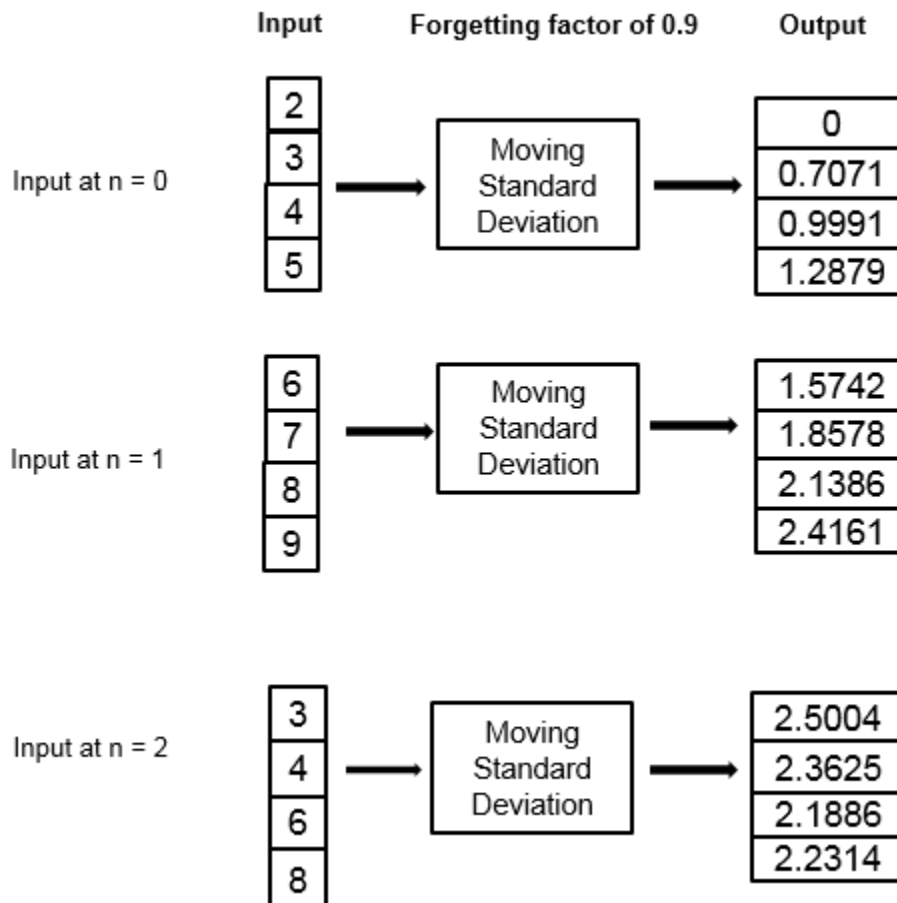 Input Forgetting factor of 0.9 Output
Input at n = 0
2
3
4
5
Moving
Standard
Deviation
0
0.7071
0.9991
1.2879
Input at n = 1
6
7
8
9
Moving
Standard
Deviation
1.5742
1.8578
2.1386
2.4161
Input at n = 2
3
4
6
8
Moving
Standard
Deviation
2.5004
2.3625
2.1886
2.2314